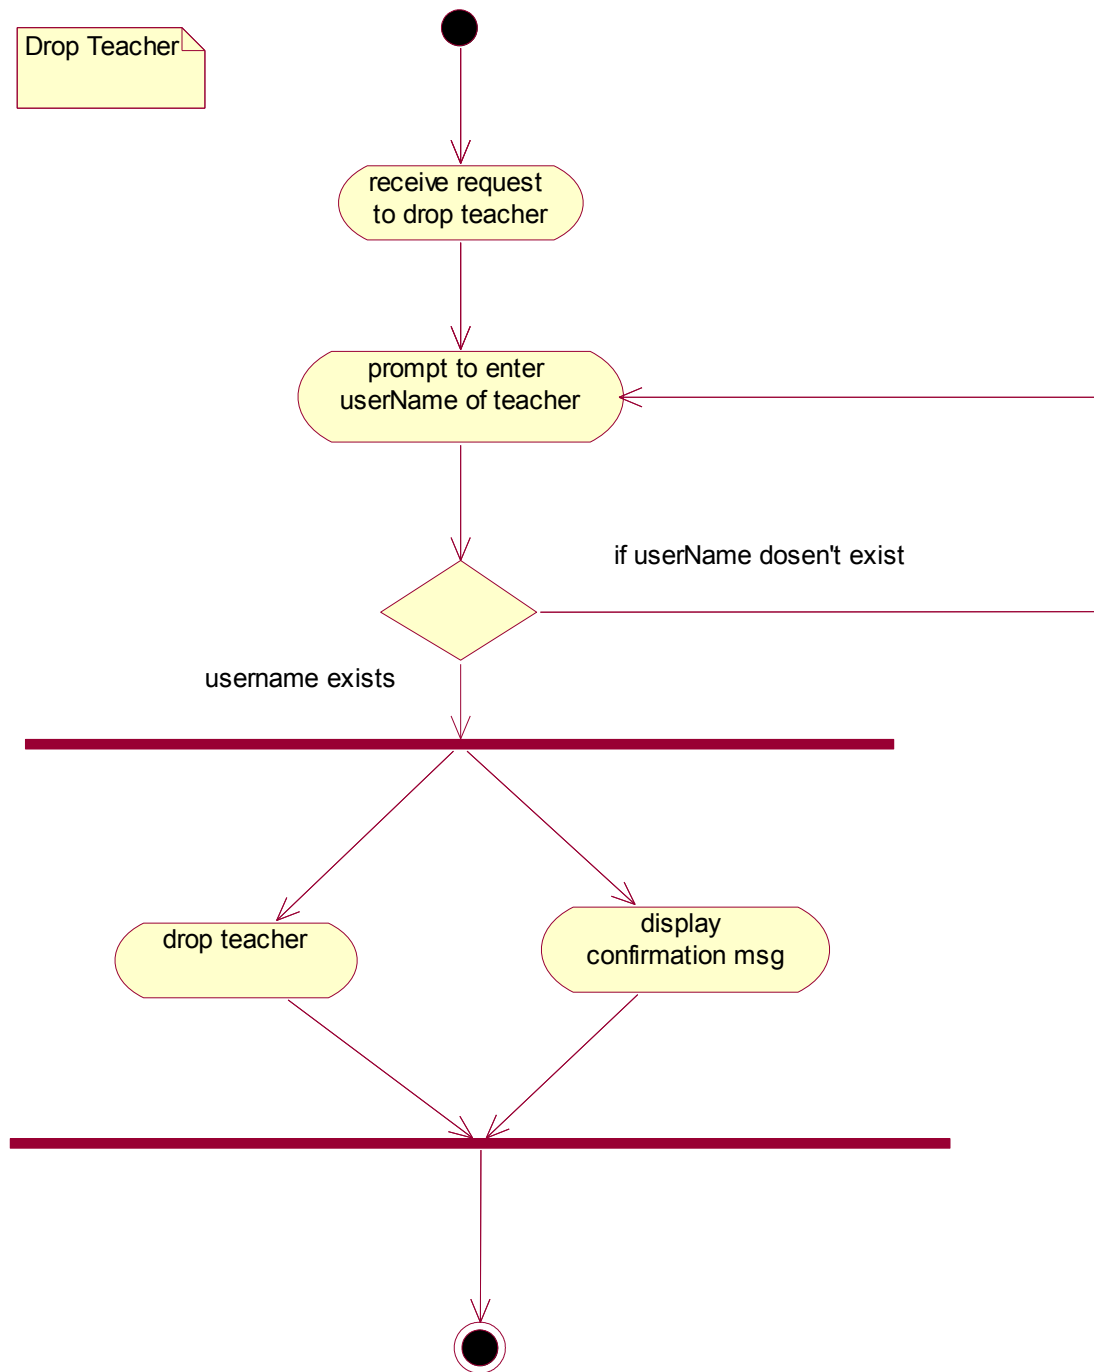 Drop Teacher
receive request
to drop teacher
prompt to enter
userName of teacher
if userName dosen't exist
username exists
drop teacher
display
confirmation msg